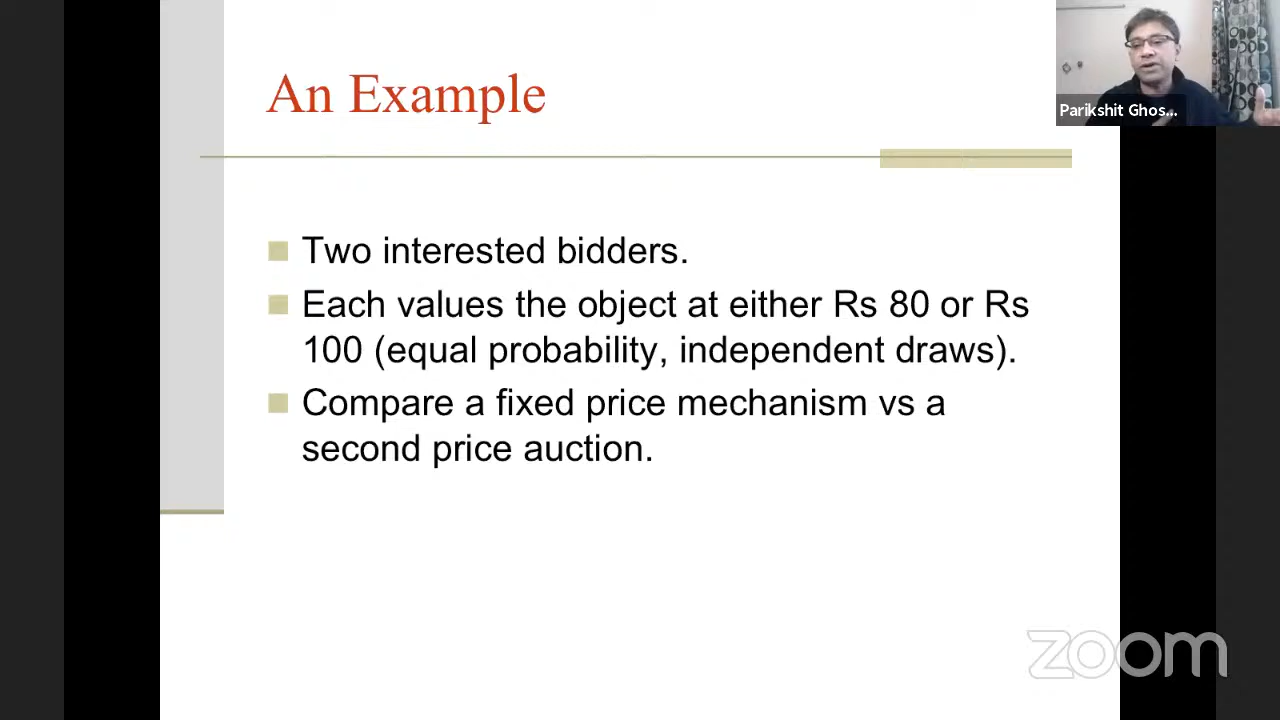 An Example
Parikshit Ghos...
Two interested bidders.
Each values the object at either Rs 80 or Rs
100 (equal probability, independent draws).
Compare a fixed price mechanism vs a
second price auction.
zoom